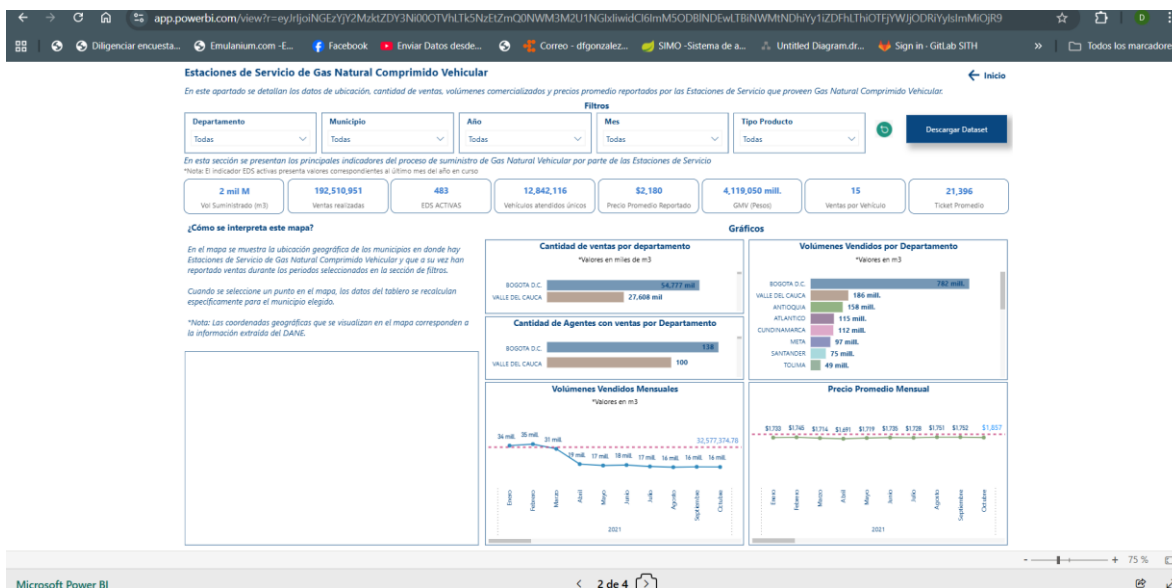 app.powerbi.com/view?r=eyJrIjoiNGEzYjY2MzktZDY3Ni00OTVhLTk5NzEtZmQ0NWM3M2U1NGIxIiwidCI6ImM5ODBlNDEwLTBiNWMtNDhiYy1iZDFhLThiOTFjYWJjODRiYyIsImMiOjR9
Diligenciar encuesta... Emulanium.com -E... Facebook Enviar Datos desde... Correo - dfgonzalez... SIMO -Sistema de a... Untitled Diagram.dr... Sign in - GitLab SITH » Todos los marcadore
Estaciones de Servicio de Gas Natural Comprimido Vehicular
Inicio
En este apartado se detallan los datos de ubicación, cantidad de ventas, volúmenes comercializados y precios promedio reportados por las Estaciones de Servicio que proveen Gas Natural Comprimido Vehicular.
Filtros
Departamento Municipio Año Mes Tipo Producto
Todas Todas Todas Todas Todas
Descargar Dataset
En esta sección se presentan los principales indicadores del proceso de suministro de Gas Natural Vehicular por parte de las Estaciones de Servicio
*Nota: El indicador EDS activas presenta valores correspondientes al último mes del año en curso
2 mil M 192,510,951 483 12,842,116 $2,180 4,119,050 mill. 15 21,396
Vol Suministrado (m3) Ventas realizadas EDS ACTIVAS Vehículos atendidos únicos Precio Promedio Reportado GMV (Pesos) Ventas por Vehículo Ticket Promedio
¿Cómo se interpreta este mapa?
En el mapa se muestra la ubicación geográfica de los municipios en donde hay
Estaciones de Servicio de Gas Natural Comprimido Vehicular y que a su vez han
reportado ventas durante los periodos seleccionados en la sección de filtros.
Cuando se seleccione un punto en el mapa, los datos del tablero se recalculan
específicamente para el municipio elegido.
*Nota: Las coordenadas geográficas que se visualizan en el mapa corresponden a
la información extraída del DANE.
Gráficos
Cantidad de ventas por departamento
*Valores en miles de m3
BOGOTA D.C. 54,777 mil
VALLE DEL CAUCA 27,608 mil
Cantidad de Agentes con ventas por Departamento
BOGOTA D.C. 138
VALLE DEL CAUCA 100
Volúmenes Vendidos por Departamento
*Valores en m3
BOGOTA D.C. 782 mill.
VALLE DEL CAUCA 186 mill.
ANTIOQUIA 158 mill.
ATLANTICO 115 mill.
CUNDINAMARCA 112 mill.
META 97 mill.
SANTANDER 75 mill.
TOLIMA 49 mill.
Volúmenes Vendidos Mensuales
*Valores en m3
34 mill. 35 mill. 31 mill. 19 mill. 17 mill. 18 mill. 17 mill. 16 mill. 16 mill. 16 mill.
32,577,374.78
Enero Febrero Marzo Abril Mayo Junio Julio Agosto Septiembre Octubre
2021
Precio Promedio Mensual
$1,733 $1,745 $1,714 $1,691 $1,719 $1,735 $1,728 $1,751 $1,752 $1,857
Enero Febrero Marzo Abril Mayo Junio Julio Agosto Septiembre Octubre
2021
- + 75 %
Microsoft Power BI
2 de 4